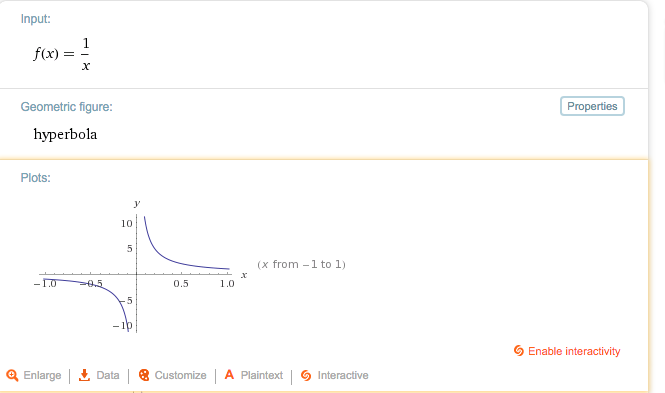 Input:
f(x) = 1/x
Geometric figure:
Properties
hyperbola
Plots:
y
10
5
(x from −1 to 1)
x
−1.0 −0.5 0.5 1.0
−5
−10
Enable interactivity
Enlarge Data Customize A Plaintext Interactive